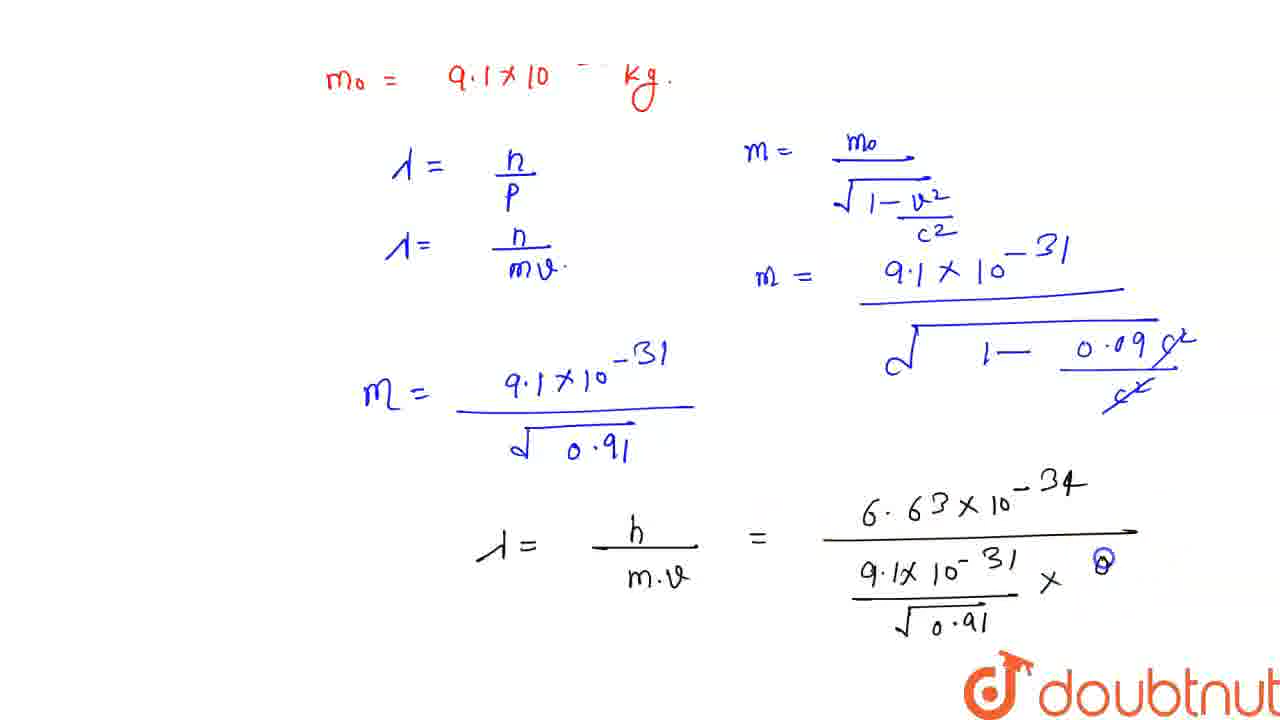 m₀ = 9.1 × 10 kg.
λ = h/p
m = m₀/√(1 − v²/c²)
λ = h/mv.
m = 9.1 × 10⁻³¹/√(1 − 0.09c²/c²)
m = 9.1 × 10⁻³¹/√0.91
λ = h/m.v = 6.63 × 10⁻³⁴/(9.1 × 10⁻³¹/√0.91 × 0
doubtnut